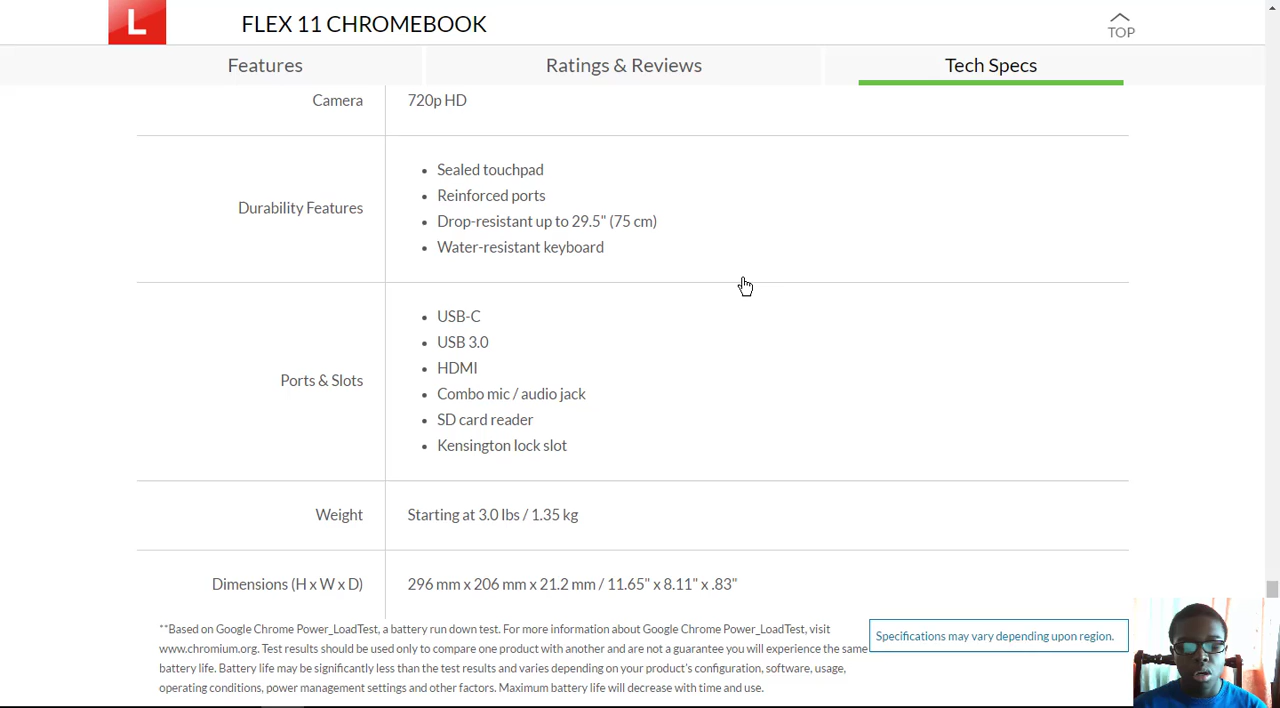 L
FLEX 11 CHROMEBOOK
TOP
Features
Ratings & Reviews
Tech Specs
Camera
720p HD
Durability Features
• Sealed touchpad
• Reinforced ports
• Drop-resistant up to 29.5" (75 cm)
• Water-resistant keyboard
Ports & Slots
• USB-C
• USB 3.0
• HDMI
• Combo mic / audio jack
• SD card reader
• Kensington lock slot
Weight
Starting at 3.0 lbs / 1.35 kg
Dimensions (H x W x D)
296 mm x 206 mm x 21.2 mm / 11.65" x 8.11" x .83"
**Based on Google Chrome Power_LoadTest, a battery run down test. For more information about Google Chrome Power_LoadTest, visit
www.chromium.org. Test results should be used only to compare one product with another and are not a guarantee you will experience the same
battery life. Battery life may be significantly less than the test results and varies depending on your product's configuration, software, usage,
operating conditions, power management settings and other factors. Maximum battery life will decrease with time and use.
Specifications may vary depending upon region.